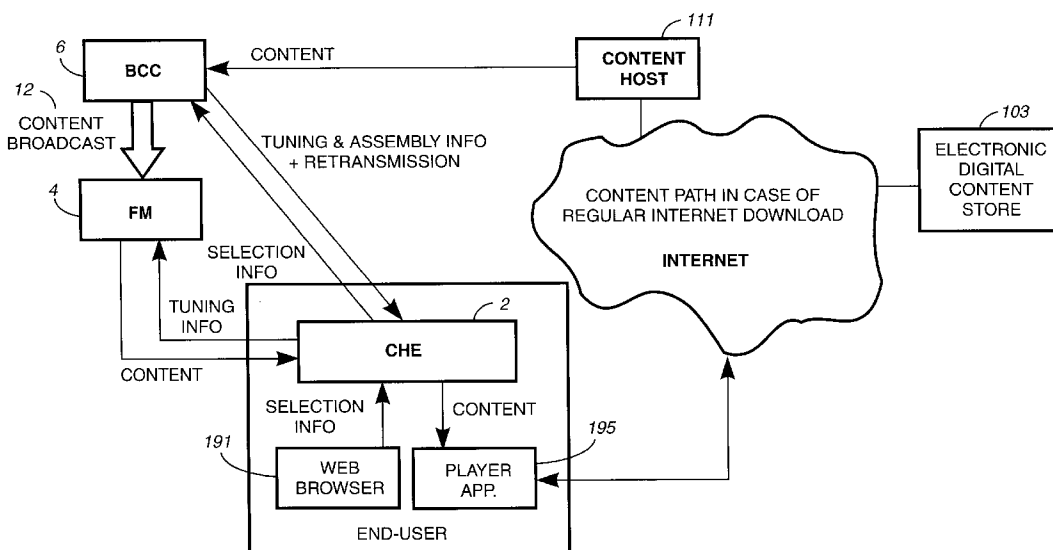 111
6
BCC
CONTENT
CONTENT
HOST
12
CONTENT
BROADCAST
TUNING & ASSEMBLY INFO
+ RETRANSMISSION
103
ELECTRONIC
DIGITAL
CONTENT
STORE
4
FM
CONTENT PATH IN CASE OF
REGULAR INTERNET DOWNLOAD
INTERNET
SELECTION
INFO
TUNING
INFO
2
CHE
CONTENT
SELECTION
INFO
CONTENT
191
WEB
BROWSER
195
PLAYER
APP.
END-USER